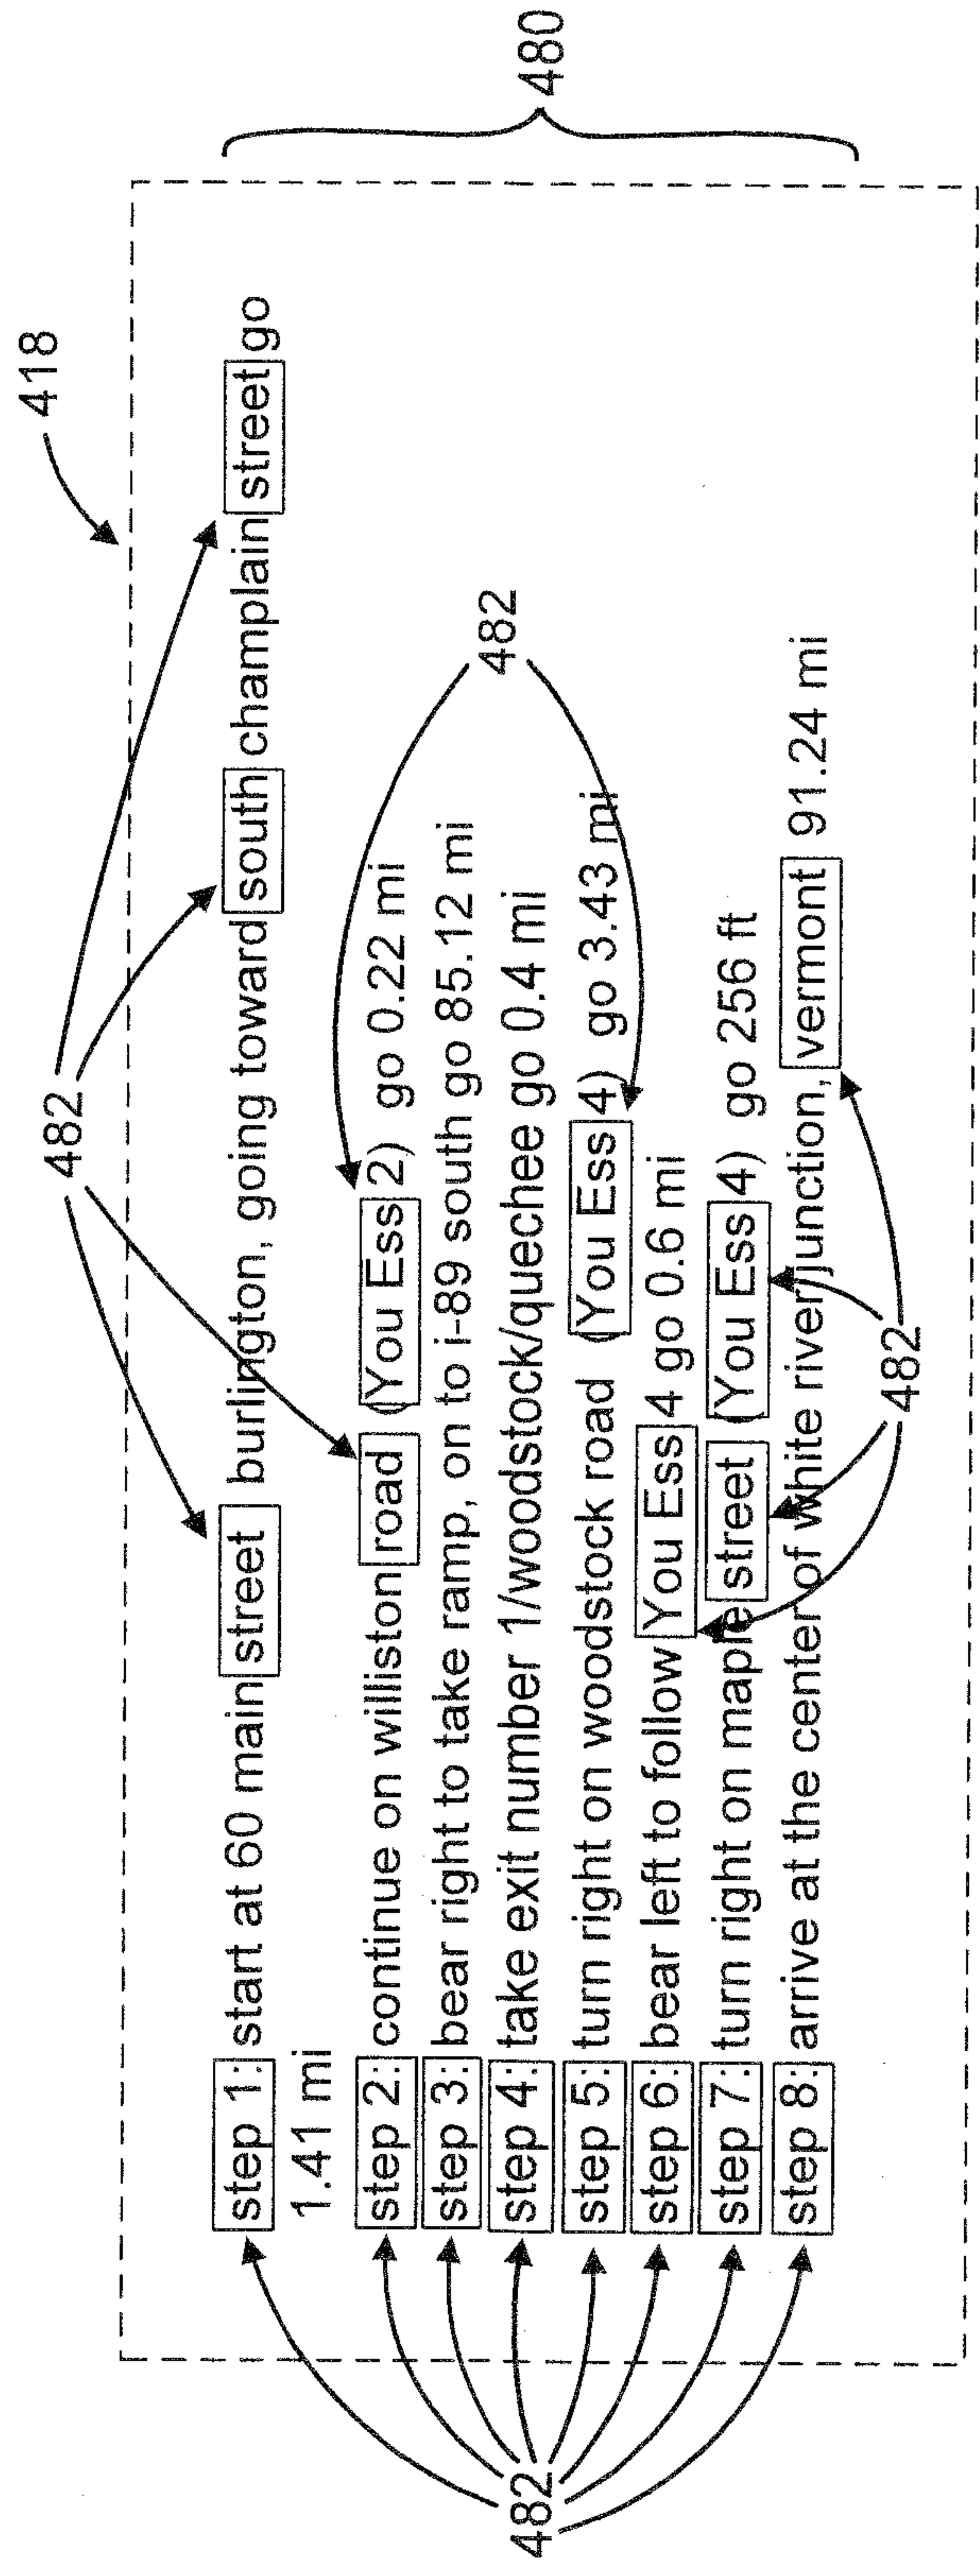 418
482
step 1: start at 60 main street burlington, going toward south champlain street go
1.41 mi
482
step 2: continue on williston road (You Ess 2) go 0.22 mi
step 3: bear right to take ramp, on to i-89 south go 85.12 mi
step 4: take exit number 1/woodstock/quechee go 0.4 mi
step 5: turn right on woodstock road (You Ess 4) go 3.43 mi
step 6: bear left to follow You Ess 4 go 0.6 mi
step 7: turn right on maple street (You Ess 4) go 256 ft
step 8: arrive at the center of white river junction, vermont 91.24 mi
482
482
480